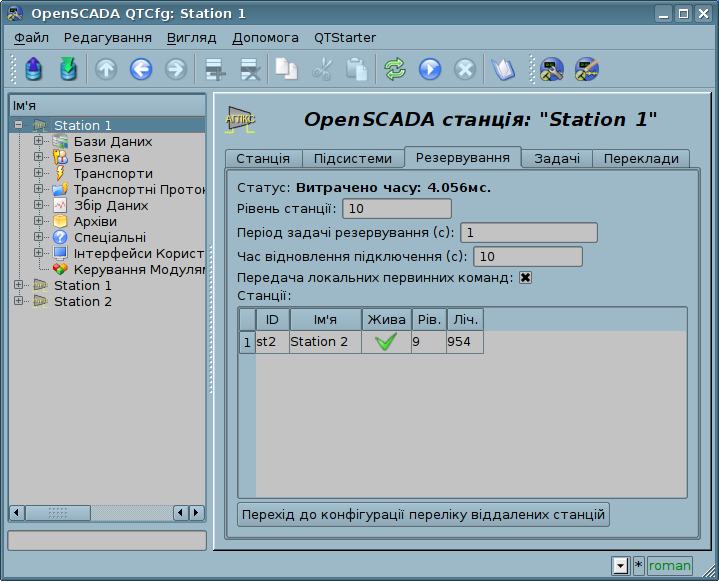 OpenSCADA QTCfg: Station 1
Файл Редагування Вигляд Допомога QTStarter
Ім'я
Station 1
Бази Даних
Безпека
Транспорти
Транспортні Проток
Збір Даних
Архіви
Спеціальні
Інтерфейси Корист
Керування Модулям
Station 1
Station 2
АГПКС
OpenSCADA станція: "Station 1"
Станція Підсистеми Резервування Задачі Переклади
Статус: Витрачено часу: 4.056мс.
Рівень станції: 10
Період задачі резервування (с): 1
Час відновлення підключення (с): 10
Передача локальних первинних команд:
Станції:
ID Ім'я Жива Рів. Ліч.
1 st2 Station 2 9 954
Перехід до конфігурації переліку віддалених станцій
* roman